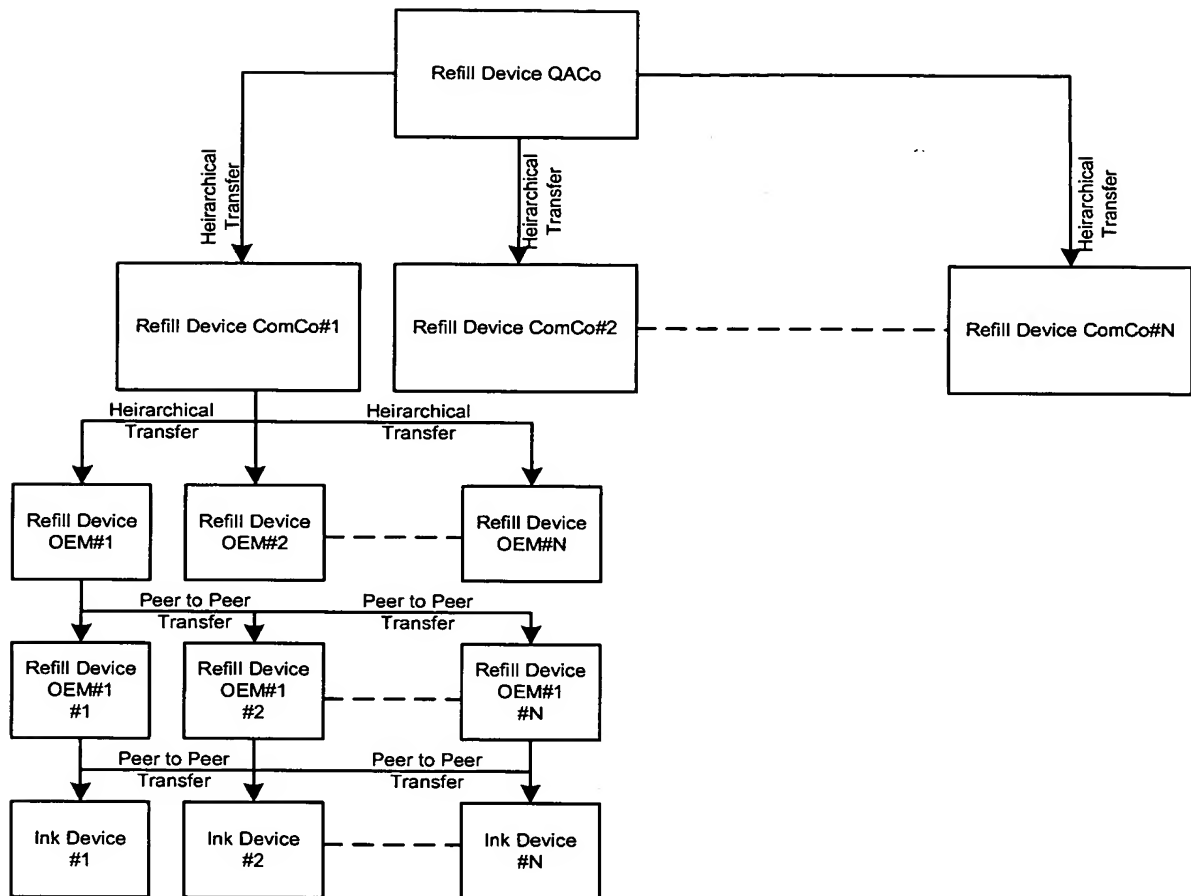 Refill Device QACo
Heirarchical
Transfer
Heirarchical
Transfer
Heirarchical
Transfer
Refill Device ComCo#1
Refill Device ComCo#2
Refill Device ComCo#N
Heirarchical
Transfer
Heirarchical
Transfer
Refill Device
OEM#1
Refill Device
OEM#2
Refill Device
OEM#N
Peer to Peer
Transfer
Peer to Peer
Transfer
Refill Device
OEM#1
#1
Refill Device
OEM#1
#2
Refill Device
OEM#1
#N
Peer to Peer
Transfer
Peer to Peer
Transfer
Ink Device
#1
Ink Device
#2
Ink Device
#N